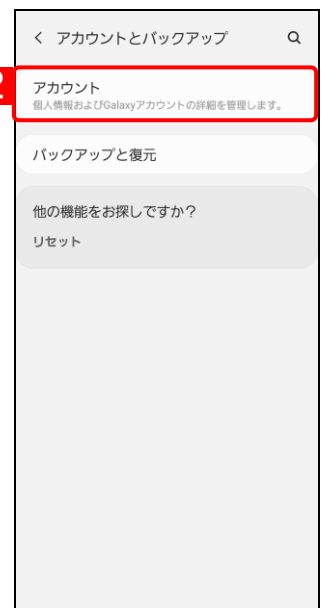 アカウントとバックアップ
2
アカウント
個人情報およびGalaxyアカウントの詳細を管理します。
バックアップと復元
他の機能をお探しですか？
リセット